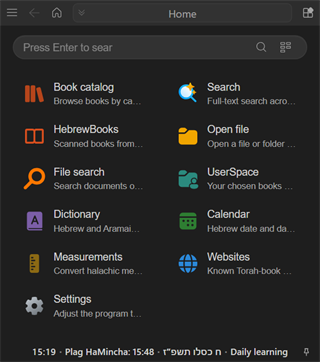 Home
Press Enter to sear
Book catalog
Browse books by ca…
Search
Full-text search acro…
HebrewBooks
Scanned books from…
Open file
Open a file or folder …
File search
Search documents o…
UserSpace
Your chosen books …
Dictionary
Hebrew and Aramai…
Calendar
Hebrew date and da…
Measurements
Convert halachic me…
Websites
Known Torah-book …
Settings
Adjust the program t…
15:19 · Plag HaMincha: 15:48 · ח כסלו תשפ"ז · Daily learning